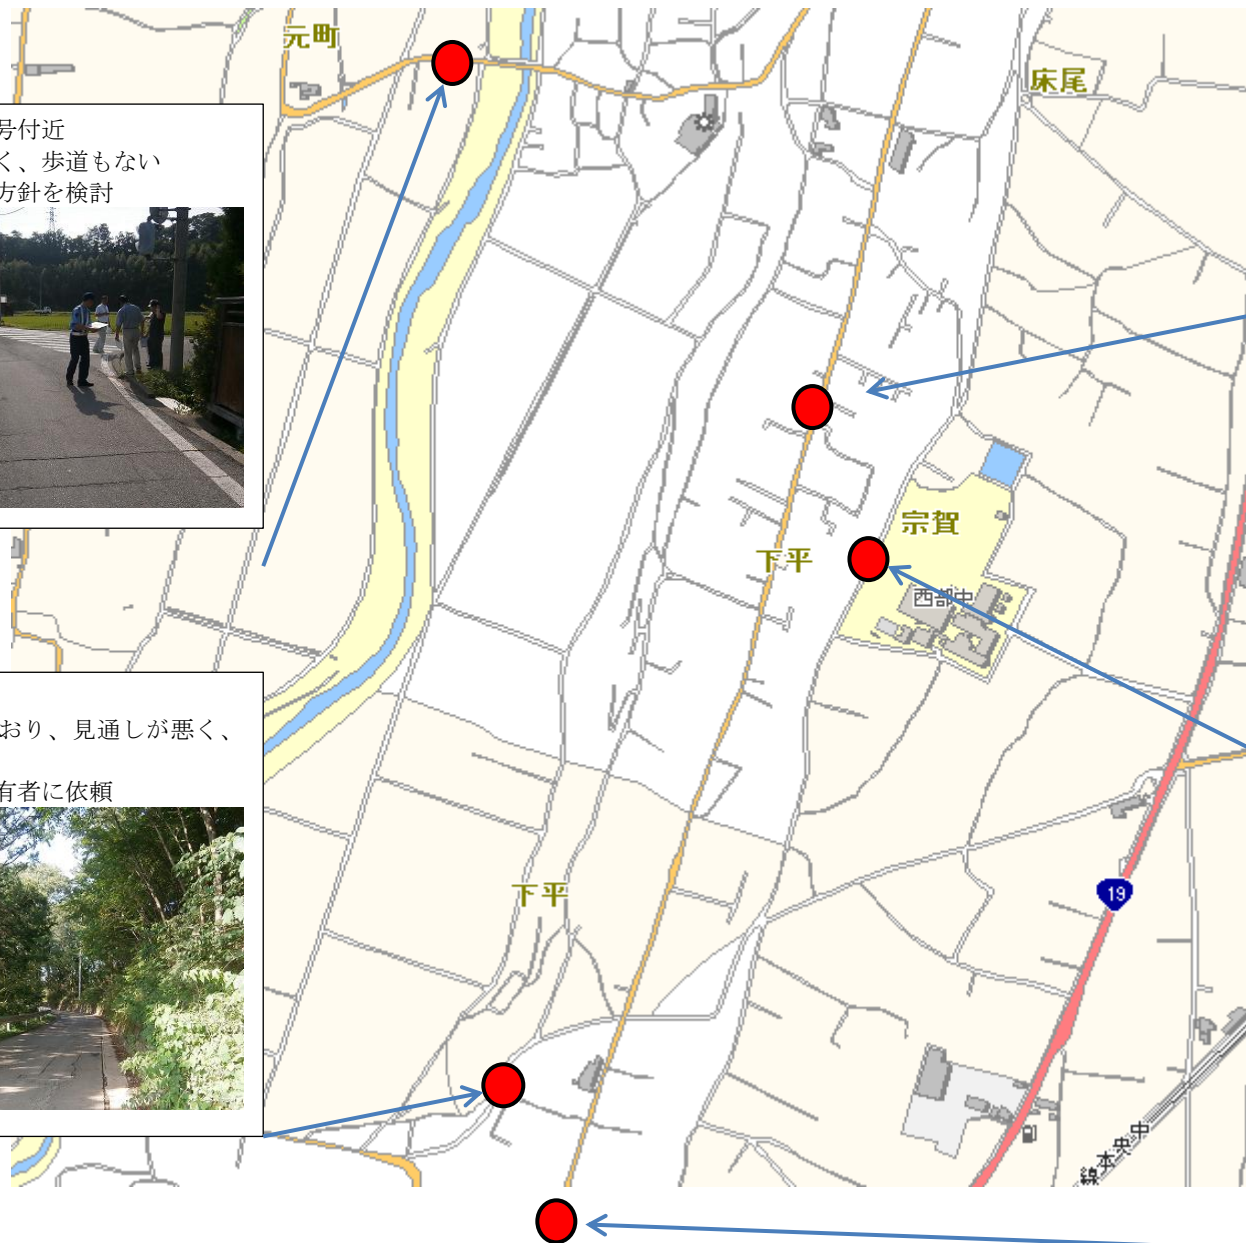 元町
床尾
号付近
く、歩道もない
方針を検討
宗賀
下平
西部中
おり、見通しが悪く、
有者に依頼
下平
19
中央本線